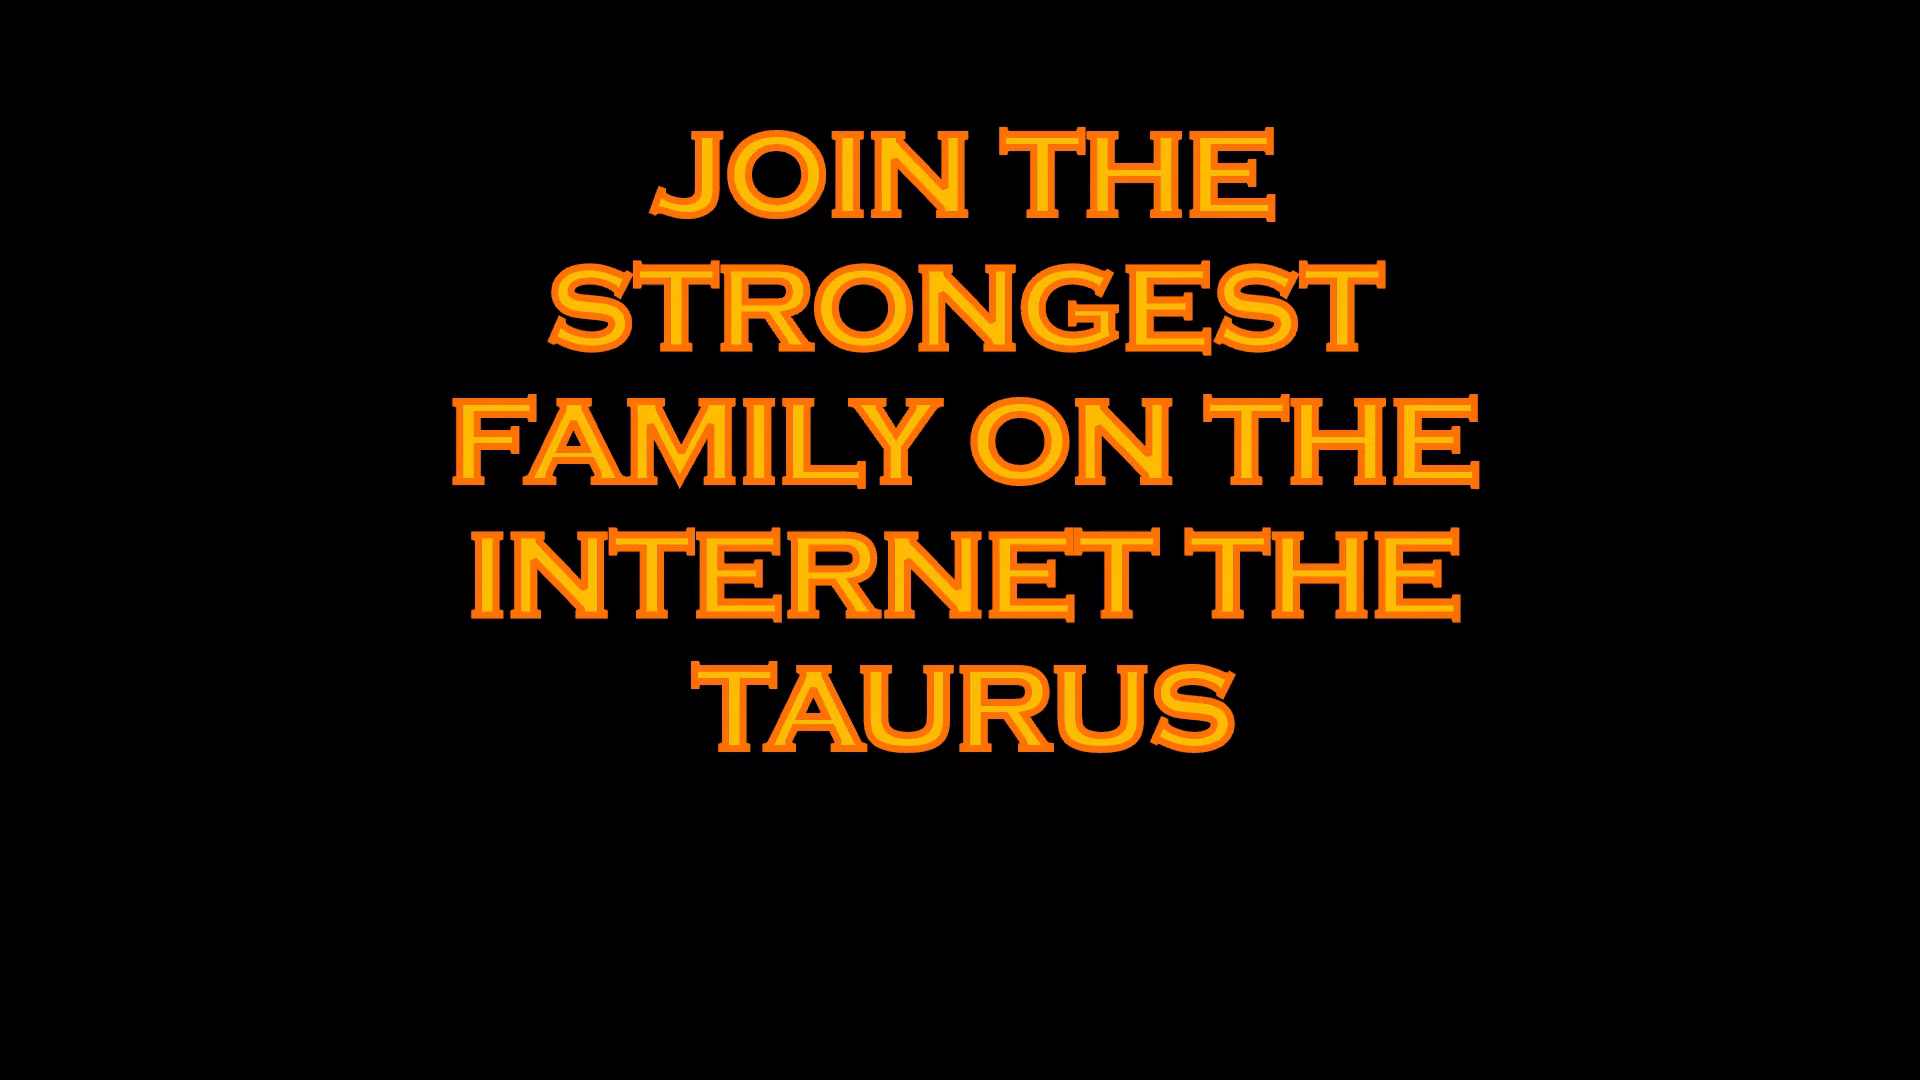 JOIN THE
STRONGEST
FAMILY ON THE
INTERNET THE
TAURUS